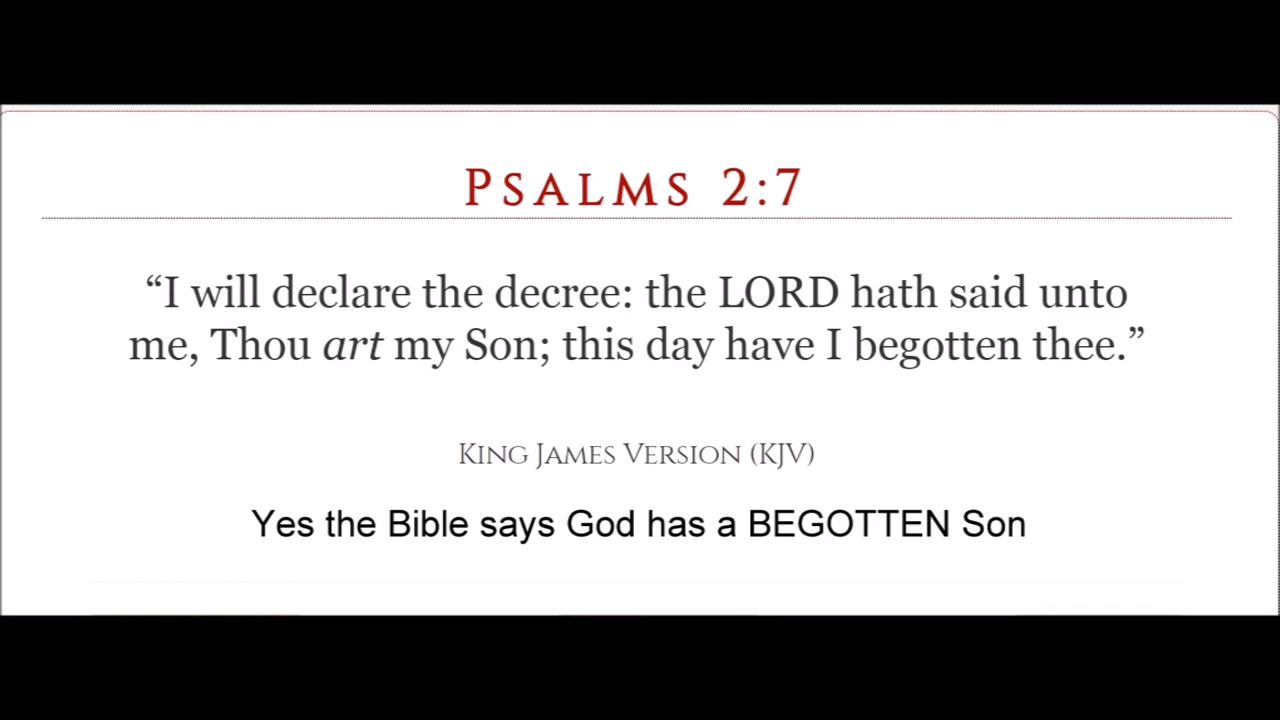 PSALMS 2:7
“I will declare the decree: the LORD hath said unto
me, Thou art my Son; this day have I begotten thee.”
KING JAMES VERSION (KJV)
Yes the Bible says God has a BEGOTTEN Son